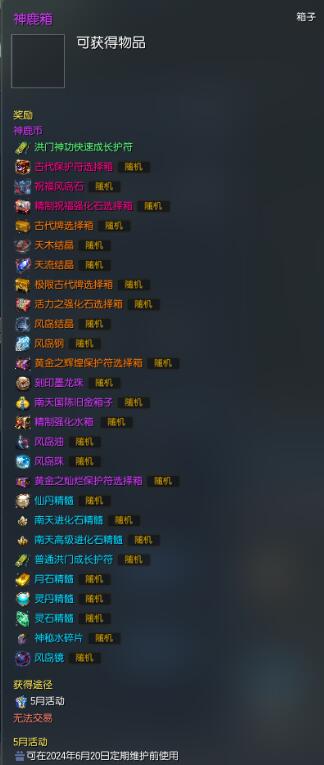 神鹿箱
箱子
可获得物品
奖励
神鹿币
洪门神功快速成长护符
古代保护符选择箱 随机
祝福风岛石 随机
精制祝福强化石选择箱 随机
古代牌选择箱 随机
天木结晶 随机
天流结晶 随机
极限古代牌选择箱 随机
活力之强化石选择箱 随机
风岛结晶 随机
风岛钢 随机
黄金之辉煌保护符选择箱 随机
刻印墨龙珠 随机
南天国陈旧金箱子 随机
精制强化水箱 随机
风岛油 随机
风岛珠 随机
黄金之灿烂保护符选择箱 随机
仙丹精髓 随机
南天进化石精髓 随机
南天高级进化石精髓 随机
普通洪门成长护符 随机
月石精髓 随机
灵丹精髓 随机
灵石精髓 随机
神秘水碎片 随机
风岛镜 随机
获得途径
5月活动
无法交易
5月活动
可在2024年6月20日定期维护前使用